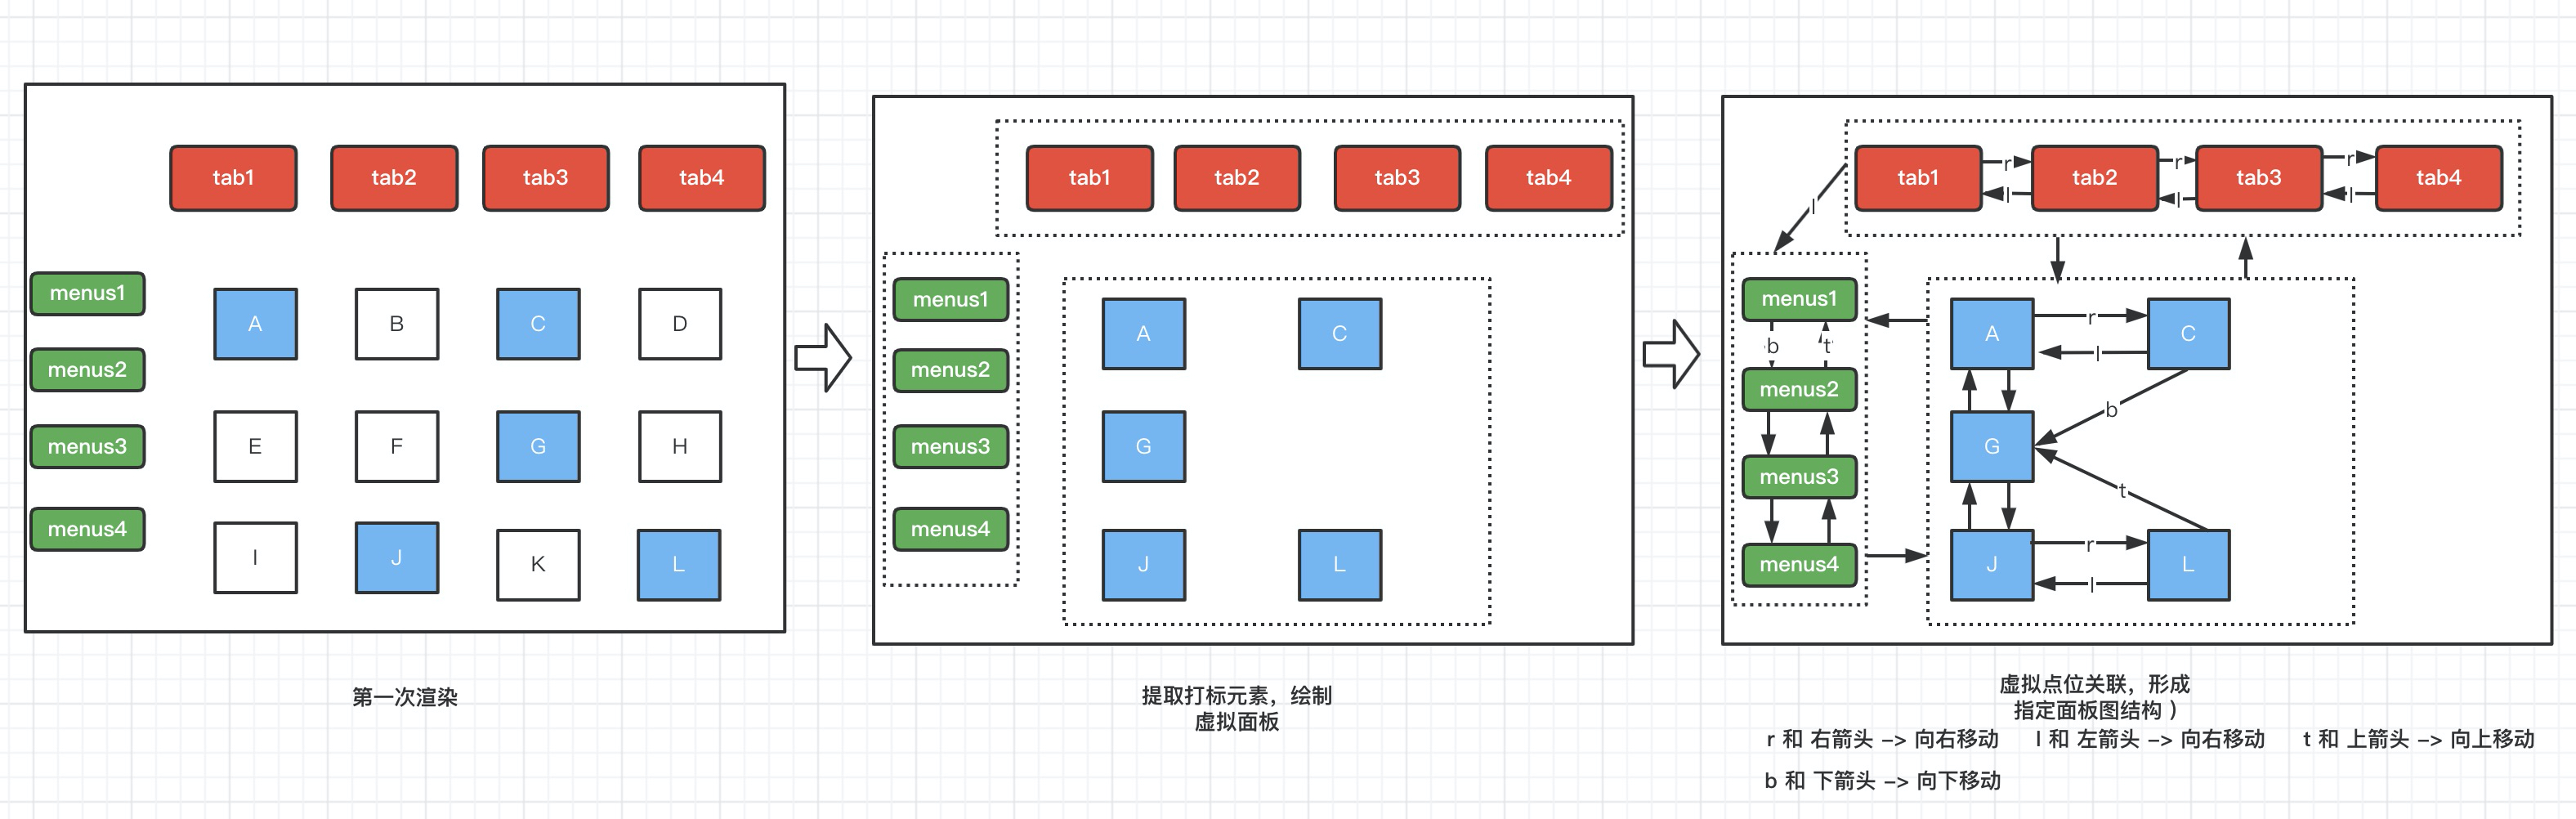 tab1
tab2
tab3
tab4
menus1
menus2
menus3
menus4
A
B
C
D
E
F
G
H
I
J
K
L
第一次渲染
tab1
tab2
tab3
tab4
menus1
menus2
menus3
menus4
A
C
G
J
L
提取打标元素，绘制
虚拟面板
tab1
r
l
tab2
r
l
tab3
r
l
tab4
l
menus1
b
t
menus2
menus3
menus4
A
r
l
C
b
G
t
J
r
l
L
虚拟点位关联，形成
指定面板图结构 ）
r 和 右箭头 –> 向右移动
l 和 左箭头 –> 向右移动
t 和 上箭头 –> 向上移动
b 和 下箭头 –> 向下移动